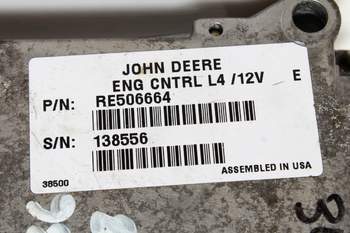 JOHN DEERE
ENG CNTRL L4 /12V E
P/N: RE506664
S/N: 138556
ASSEMBLED IN USA
38500